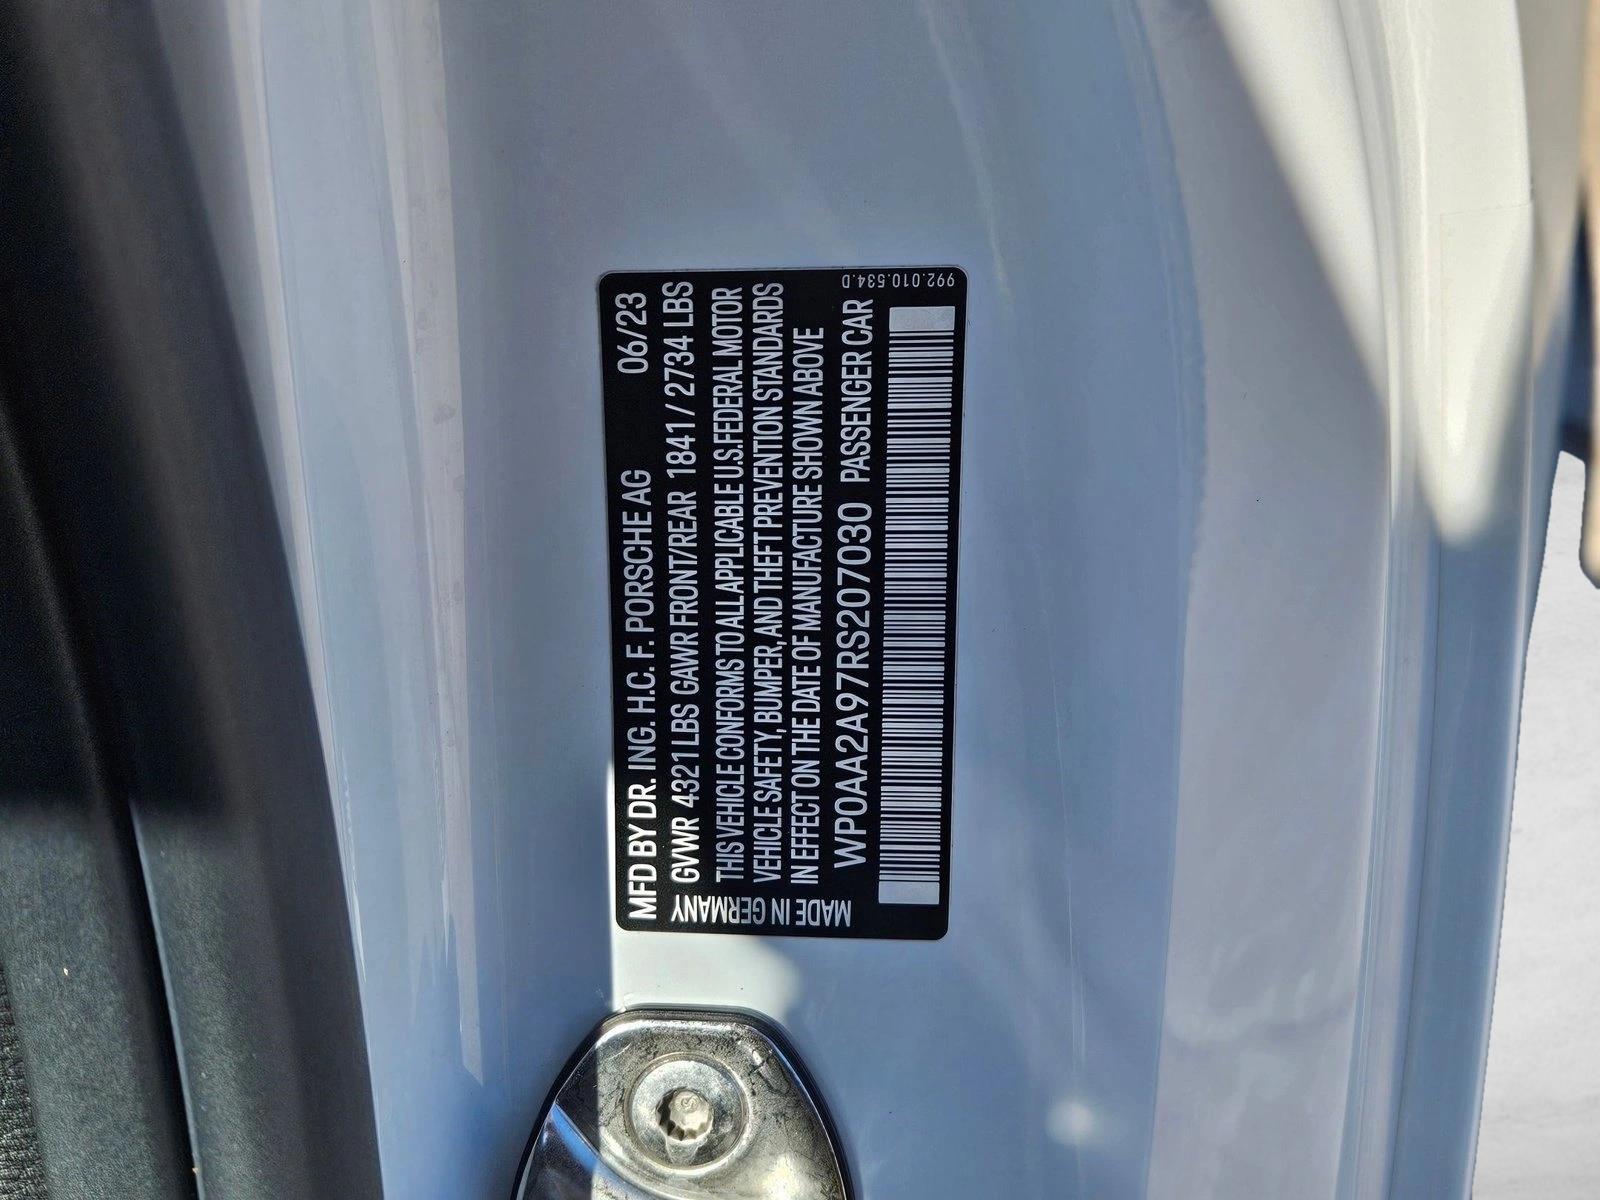 MFD BY DR. ING. H.C. F. PORSCHE AG 06/23
GVWR 4321 LBS GAWR FRONT/REAR 1841 / 2734 LBS
THIS VEHICLE CONFORMS TO ALL APPLICABLE U.S.FEDERAL MOTOR
VEHICLE SAFETY, BUMPER, AND THEFT PREVENTION STANDARDS
IN EFFECT ON THE DATE OF MANUFACTURE SHOWN ABOVE
WP0AA2A97RS207030 PASSENGER CAR
MADE IN GERMANY
992.010.534.D